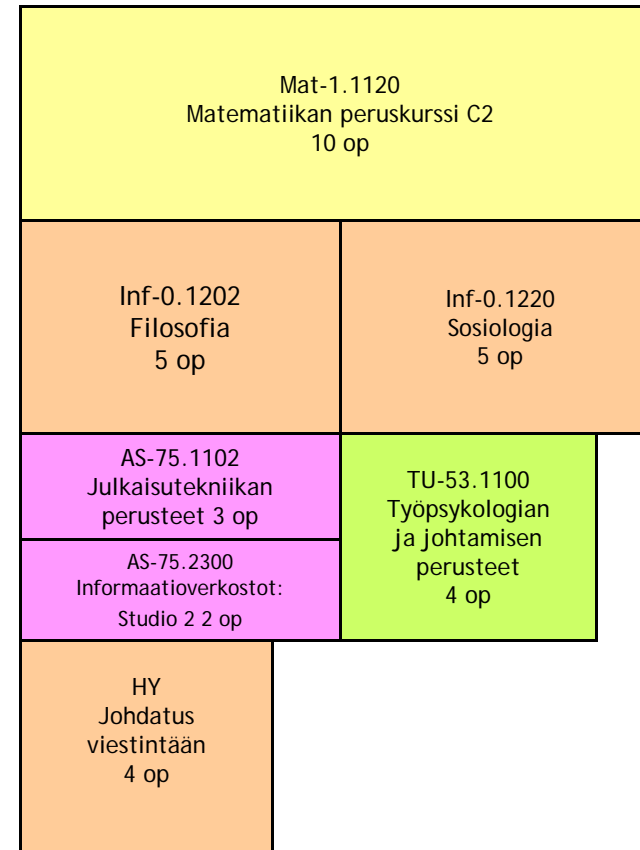 Mat-1.1120
Matematiikan peruskurssi C2
10 op
Inf-0.1202
Filosofia
5 op
Inf-0.1220
Sosiologia
5 op
AS-75.1102
Julkaisutekniikan
perusteet 3 op
AS-75.2300
Informaatioverkostot:
Studio 2 2 op
TU-53.1100
Työpsykologian
ja johtamisen
perusteet
4 op
HY
Johdatus
viestintään
4 op